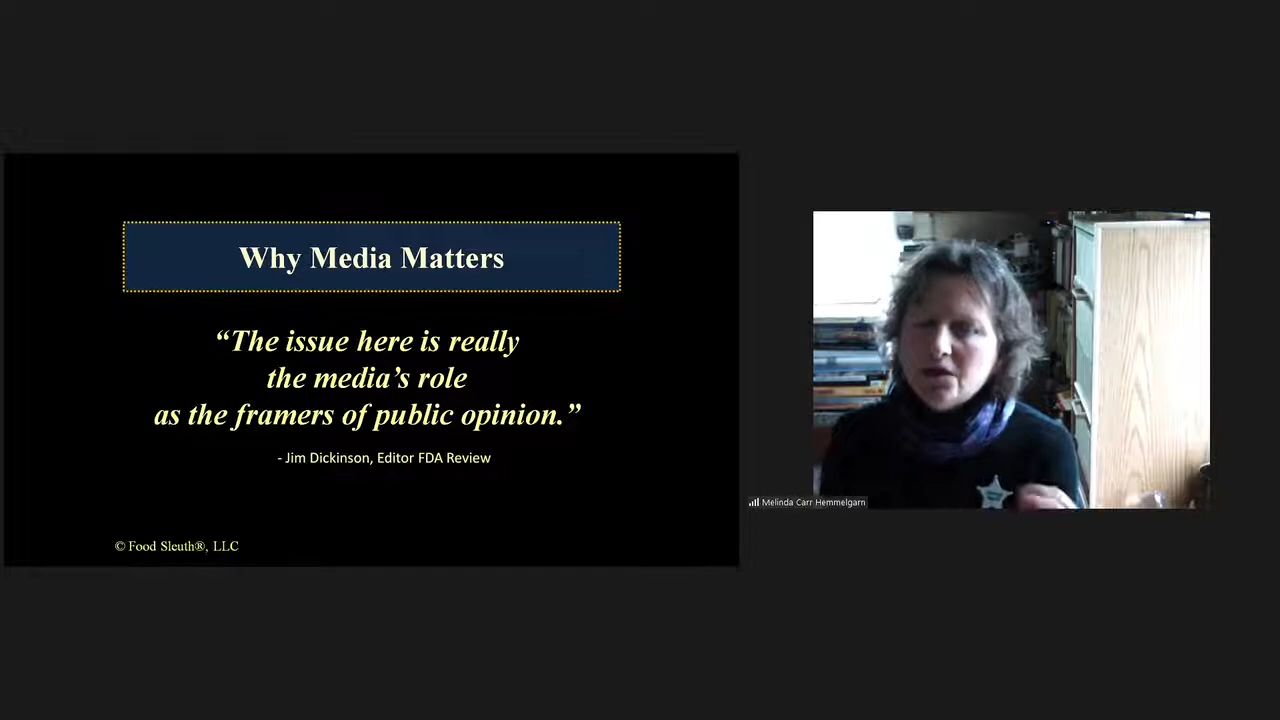 Why Media Matters
“The issue here is really
the media’s role
as the framers of public opinion.”
- Jim Dickinson, Editor FDA Review
© Food Sleuth®, LLC
Melinda Carr Hemmelgarn